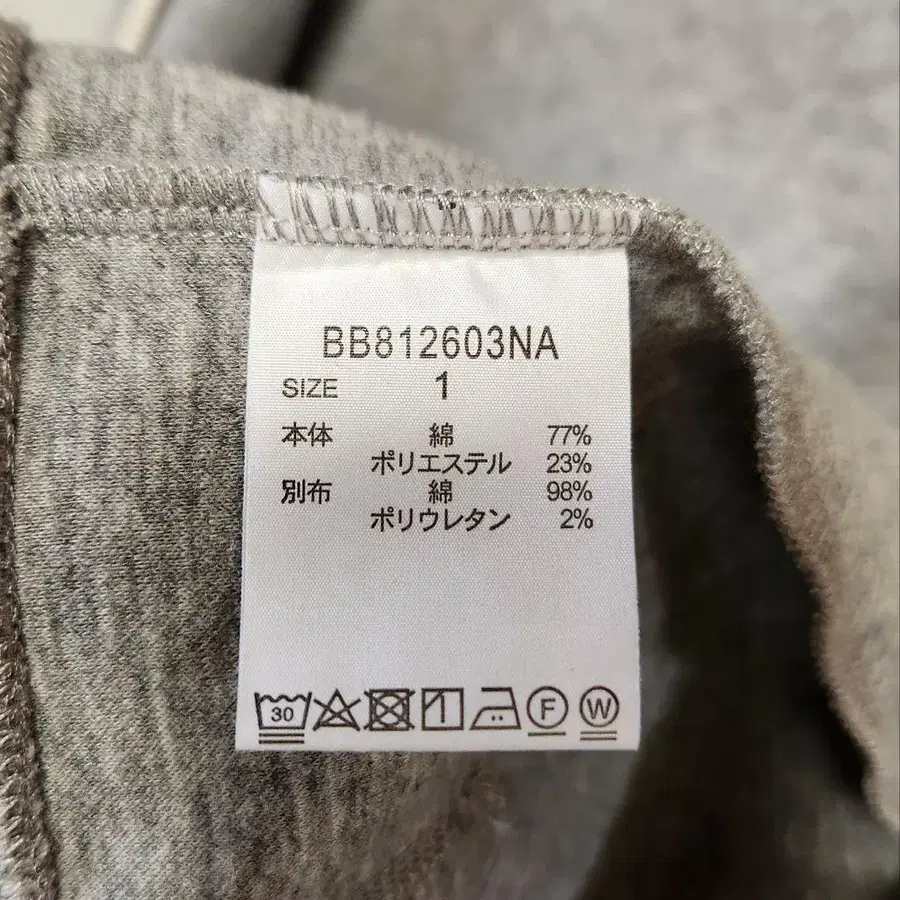 BB812603NA
SIZE 1
本体 綿 77%
ポリエステル 23%
別布 綿 98%
ポリウレタン 2%
30 F W